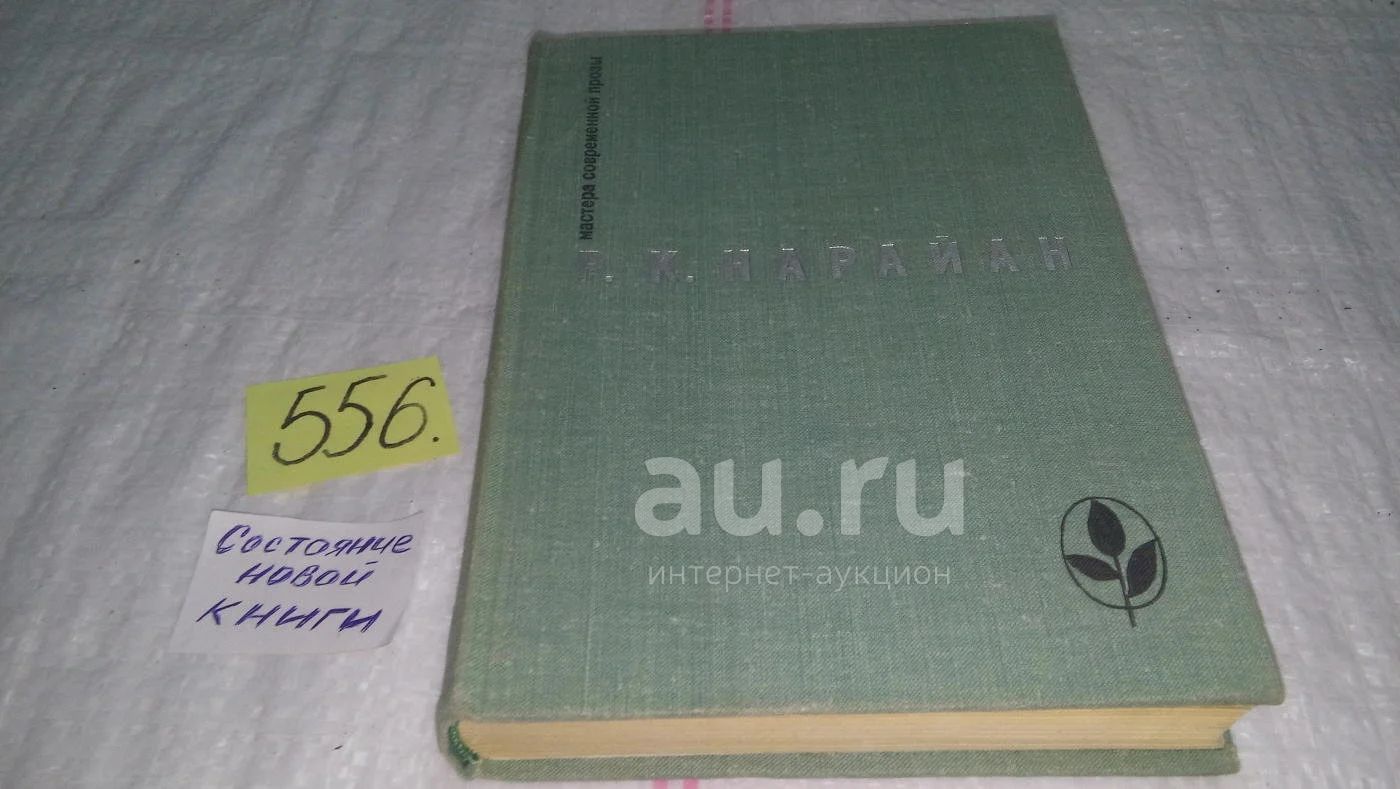 мастера современной прозы
Р. К. НАРАЙАН
556.
Состояние
новой
книги
au.ru
интернет-аукцион